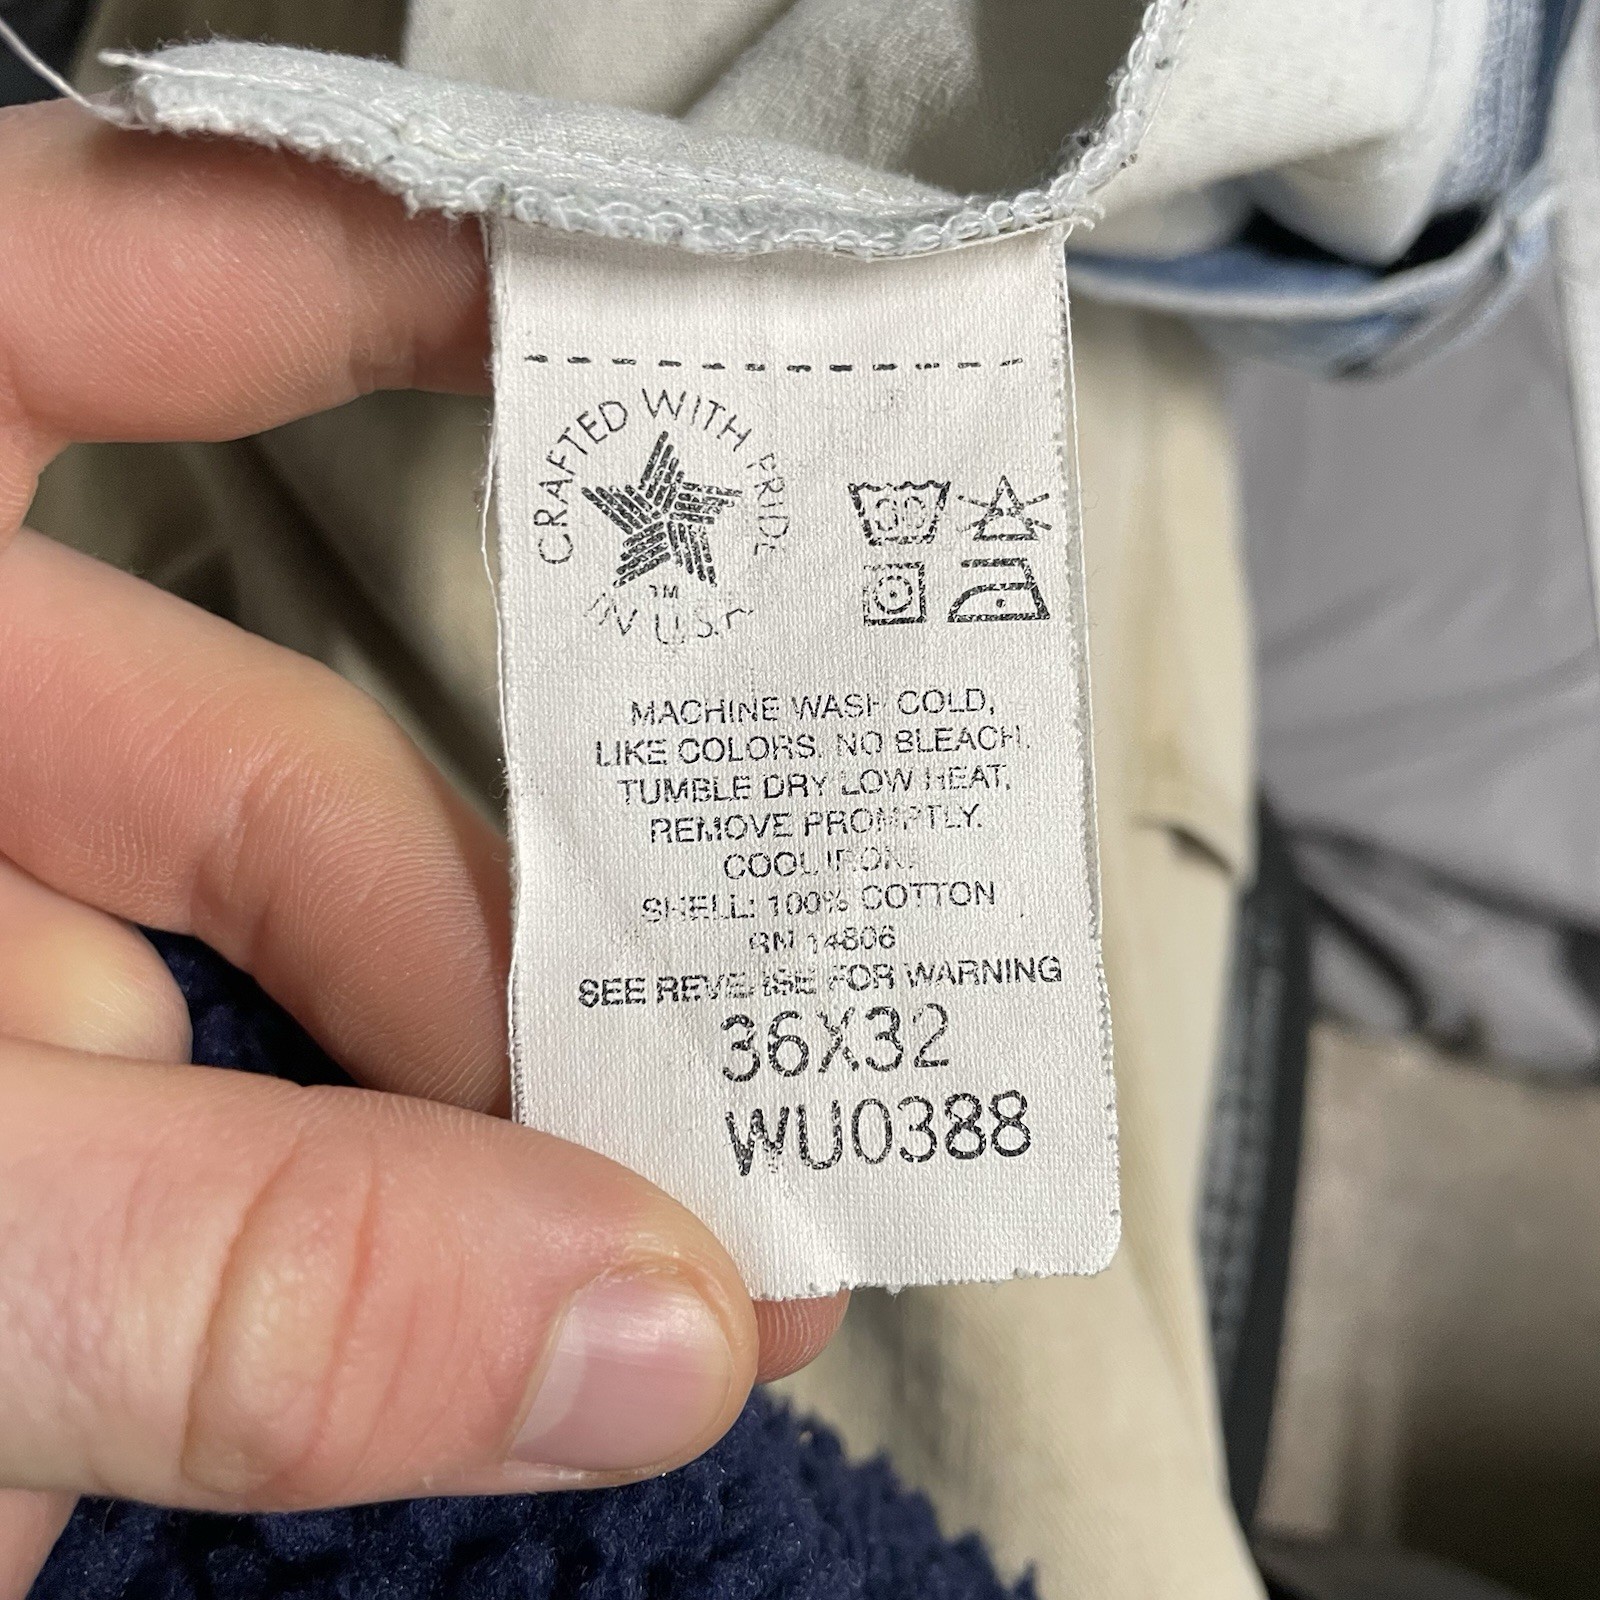 CRAFTED WITH PRIDE
TM
IN U.S.A.
30
MACHINE WASH COLD,
LIKE COLORS. NO BLEACH.
TUMBLE DRY LOW HEAT,
REMOVE PROMPTLY.
COOL IRON.
SHELL: 100% COTTON
RN 14806
SEE REVERSE FOR WARNING
36X32
WU0388